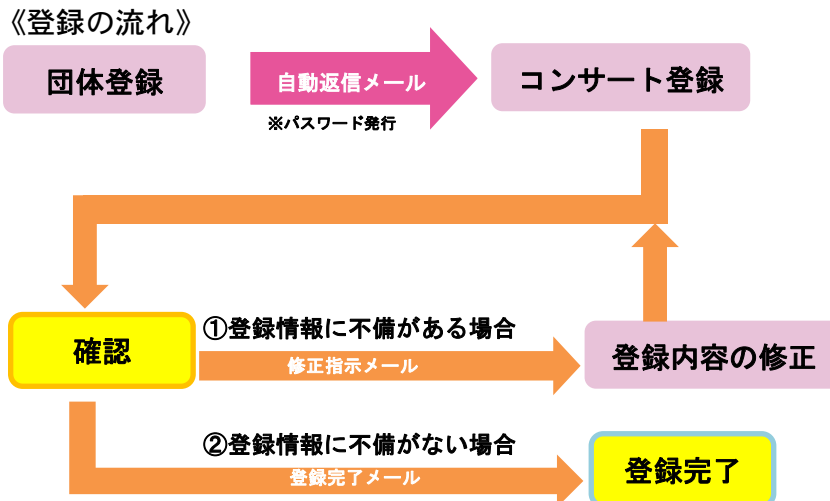 《登録の流れ》
団体登録
自動返信メール
コンサート登録
※パスワード発行
①登録情報に不備がある場合
確認
修正指示メール
登録内容の修正
②登録情報に不備がない場合
登録完了メール
登録完了